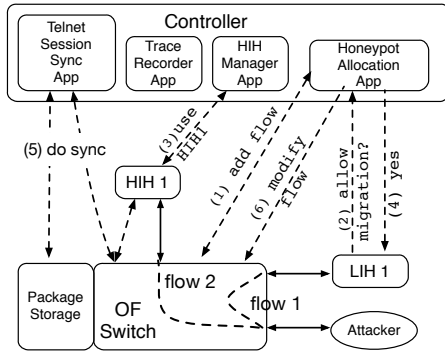 Controller
Telnet
Session
Sync
App
Trace
Recorder
App
HIH
Manager
App
Honeypot
Allocation
App
(5) do sync
(3)use
HIH1
(1) add flow
(6) modify
flow
(2) allow
migration?
(4) yes
HIH 1
LIH 1
flow 2
flow 1
Package
Storage
OF
Switch
Attacker